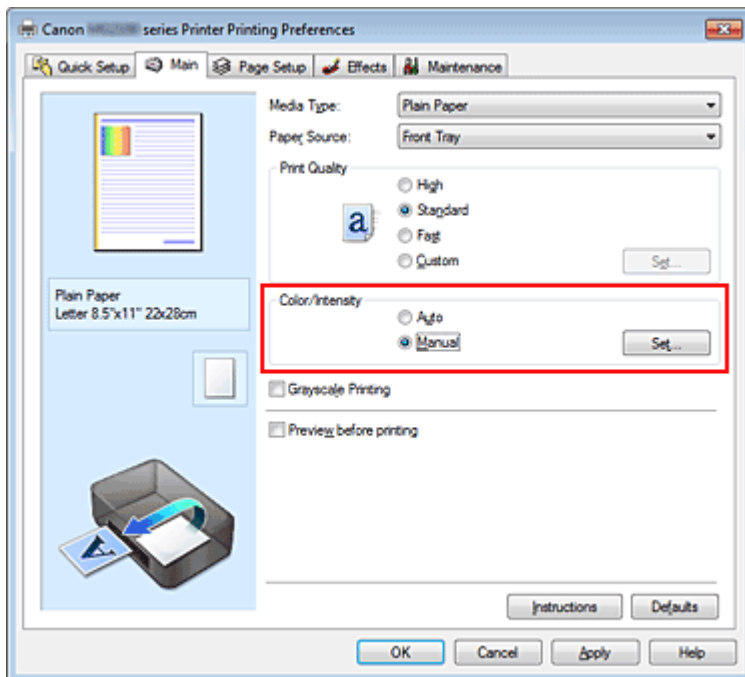 Canon series Printer Printing Preferences
Quick Setup Main Page Setup Effects Maintenance
Media Type: Plain Paper
Paper Source: Front Tray
Print Quality
High
a Standard
Fast
Custom Set...
Plain Paper
Letter 8.5"x11" 22x28cm
Color/Intensity
Auto
Manual Set...
Grayscale Printing
Preview before printing
A
Instructions Defaults
OK Cancel Apply Help